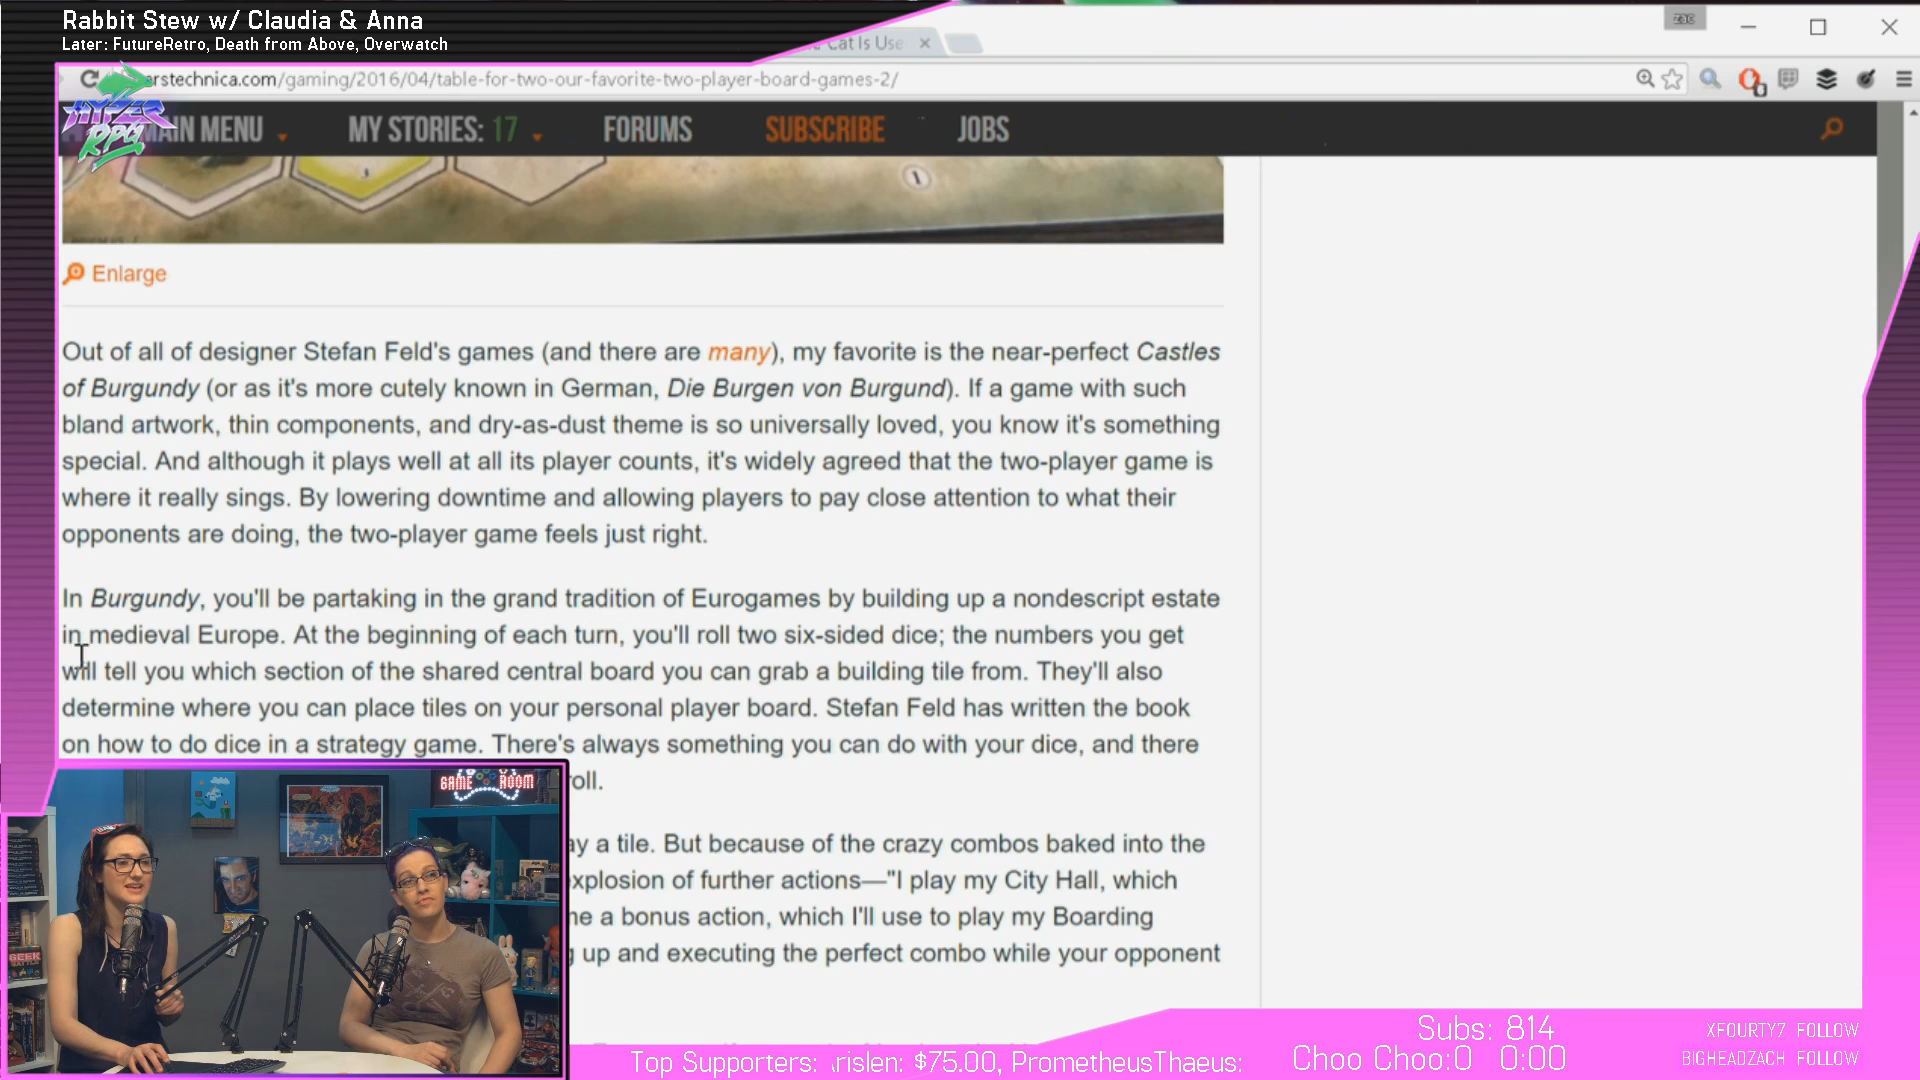 Rabbit Stew w/ Claudia & Anna
Later: FutureRetro, Death from Above, Overwatch
Cat Is Use
zac
rstechnica.com/gaming/2016/04/table-for-two-our-favorite-two-player-board-games-2/
HYPER
RPG
AIN MENU
MY STORIES: 17
FORUMS
SUBSCRIBE
JOBS
1
Enlarge
Out of all of designer Stefan Feld's games (and there are many), my favorite is the near-perfect Castles
of Burgundy (or as it's more cutely known in German, Die Burgen von Burgund). If a game with such
bland artwork, thin components, and dry-as-dust theme is so universally loved, you know it's something
special. And although it plays well at all its player counts, it's widely agreed that the two-player game is
where it really sings. By lowering downtime and allowing players to pay close attention to what their
opponents are doing, the two-player game feels just right.
In Burgundy, you'll be partaking in the grand tradition of Eurogames by building up a nondescript estate
in medieval Europe. At the beginning of each turn, you'll roll two six-sided dice; the numbers you get
will tell you which section of the shared central board you can grab a building tile from. They'll also
determine where you can place tiles on your personal player board. Stefan Feld has written the book
on how to do dice in a strategy game. There's always something you can do with your dice, and there
roll.
ay a tile. But because of the crazy combos baked into the
xplosion of further actions—"I play my City Hall, which
me a bonus action, which I'll use to play my Boarding
g up and executing the perfect combo while your opponent
GAME ROOM
GEEK
BATTLE
Top Supporters: arislen: $75.00, PrometheusThaeus:
Subs: 814
Choo Choo:0 0:00
XFOURTY7 FOLLOW
BIGHEADZACH FOLLOW